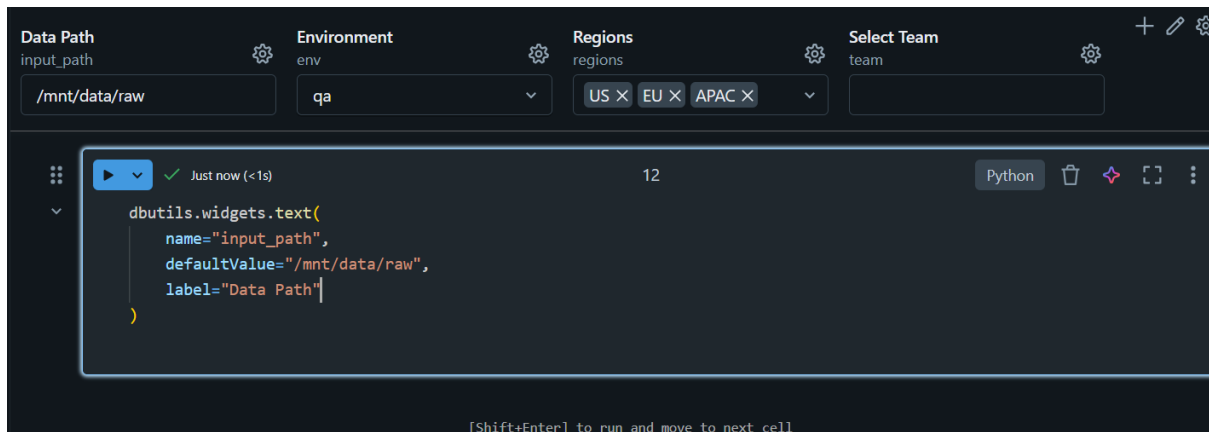 Data Path
input_path
/mnt/data/raw
Environment
env
qa
Regions
regions
US EU APAC
Select Team
team
Just now (<1s)
12
Python
dbutils.widgets.text(
name="input_path",
defaultValue="/mnt/data/raw",
label="Data Path"
)
[Shift+Enter] to run and move to next cell